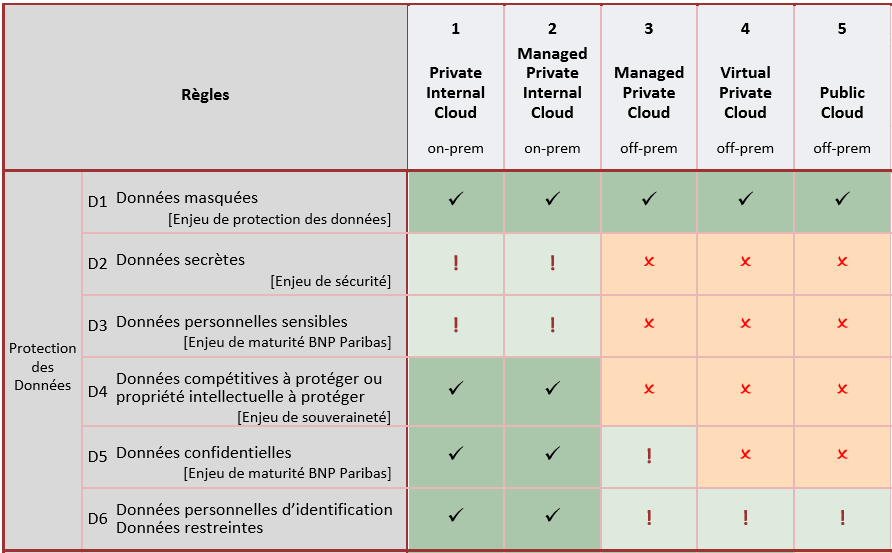 Règles
1
Private
Internal
Cloud
on-prem
2
Managed
Private
Internal
Cloud
on-prem
3
Managed
Private
Cloud
off-prem
4
Virtual
Private
Cloud
off-prem
5
Public
Cloud
off-prem
Protection
des
Données
D1 Données masquées
[Enjeu de protection des données]
✓ ✓ ✓ ✓ ✓
D2 Données secrètes
[Enjeu de sécurité]
! ! × × ×
D3 Données personnelles sensibles
[Enjeu de maturité BNP Paribas]
! ! × × ×
D4 Données compétitives à protéger ou
propriété intellectuelle à protéger
[Enjeu de souveraineté]
✓ ✓ × × ×
D5 Données confidentielles
[Enjeu de maturité BNP Paribas]
✓ ✓ ! × ×
D6 Données personnelles d’identification
Données restreintes
✓ ✓ ! ! !